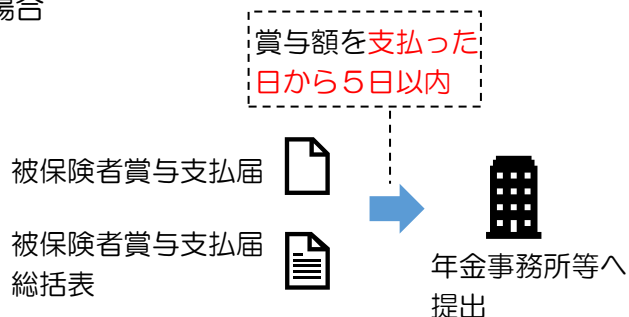 場合
賞与額を支払った
日から５日以内
被保険者賞与支払届
被保険者賞与支払届
総括表
年金事務所等へ
提出